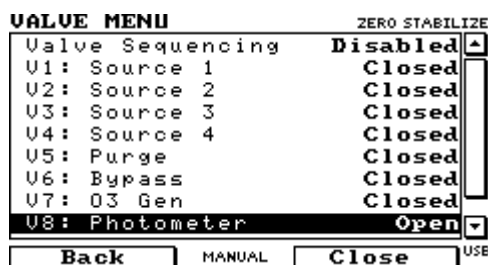 VALVE MENU ZERO STABILIZE
Valve Sequencing Disabled
V1: Source 1 Closed
V2: Source 2 Closed
V3: Source 3 Closed
V4: Source 4 Closed
V5: Purge Closed
V6: Bypass Closed
V7: O3 Gen Closed
V8: Photometer Open
Back MANUAL Close USB